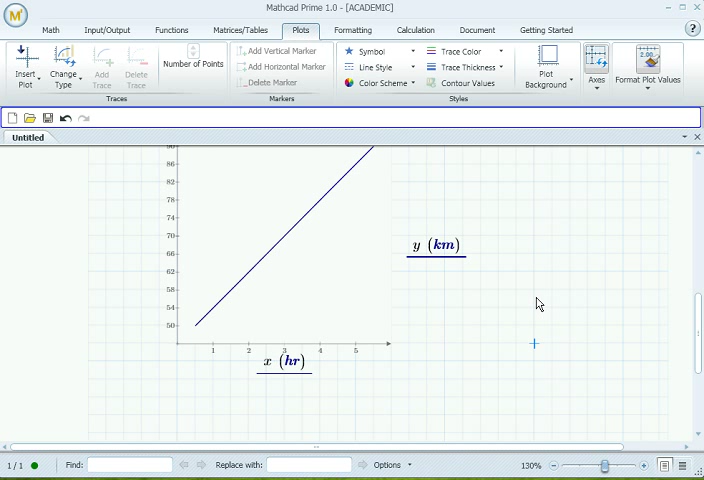 Mathcad Prime 1.0 - [ACADEMIC]
Math Input/Output Functions Matrices/Tables Plots Formatting Calculation Document Getting Started
Insert Plot
Change Type
Add Trace
Delete Trace
Number of Points
Traces
Add Vertical Marker
Add Horizontal Marker
Delete Marker
Markers
Symbol
Line Style
Color Scheme
Trace Color
Trace Thickness
Contour Values
Styles
Plot Background
Axes
2.00
Format Plot Values
Untitled
90
86
82
78
74
70
66
62
58
54
50
1 2 3 4 5
y (km)
x (hr)
1 / 1 Find: Replace with: Options 130%